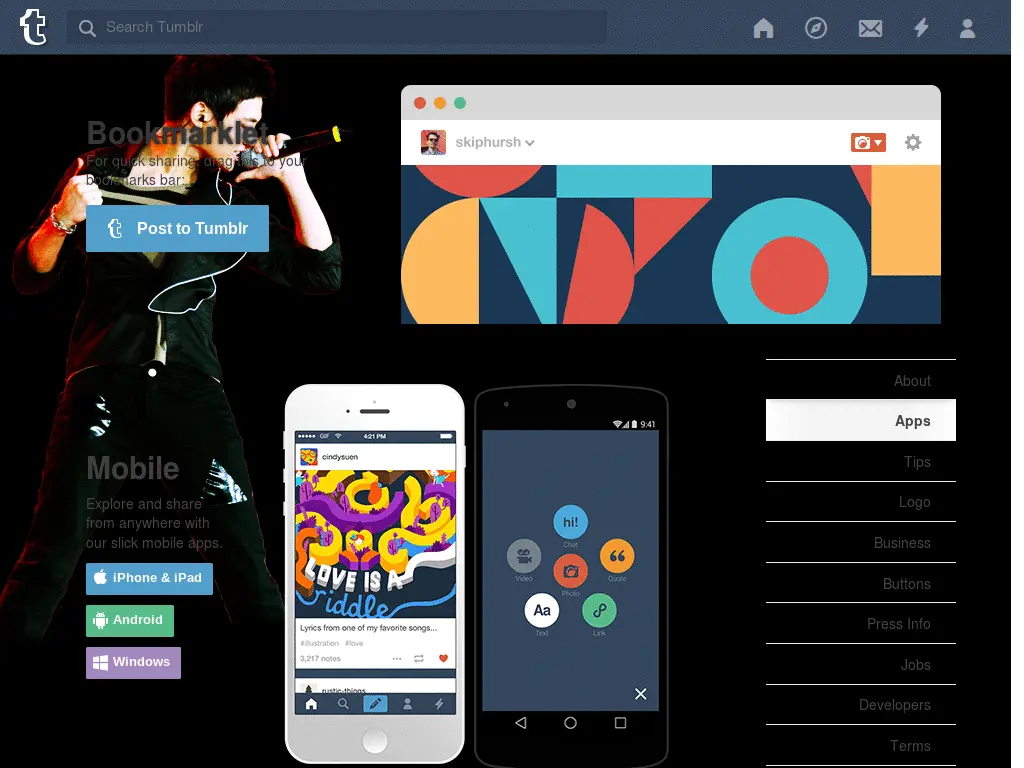 Search Tumblr
Bookmarklet
For quick sharing, drag this to your
bookmarks bar:
Post to Tumblr
skiphursh
About
Apps
Tips
Logo
Business
Buttons
Press Info
Jobs
Developers
Terms
Mobile
Explore and share
from anywhere with
our slick mobile apps.
iPhone & iPad
Android
Windows
GIF
4:21 PM
cindysuen
LOVE IS A
riddle
Lyrics from one of my favorite songs...
#illustration #love
3,217 notes
rustic-things
9:41
hi!
Chat
Video
Quote
Photo
Aa
Text
Link